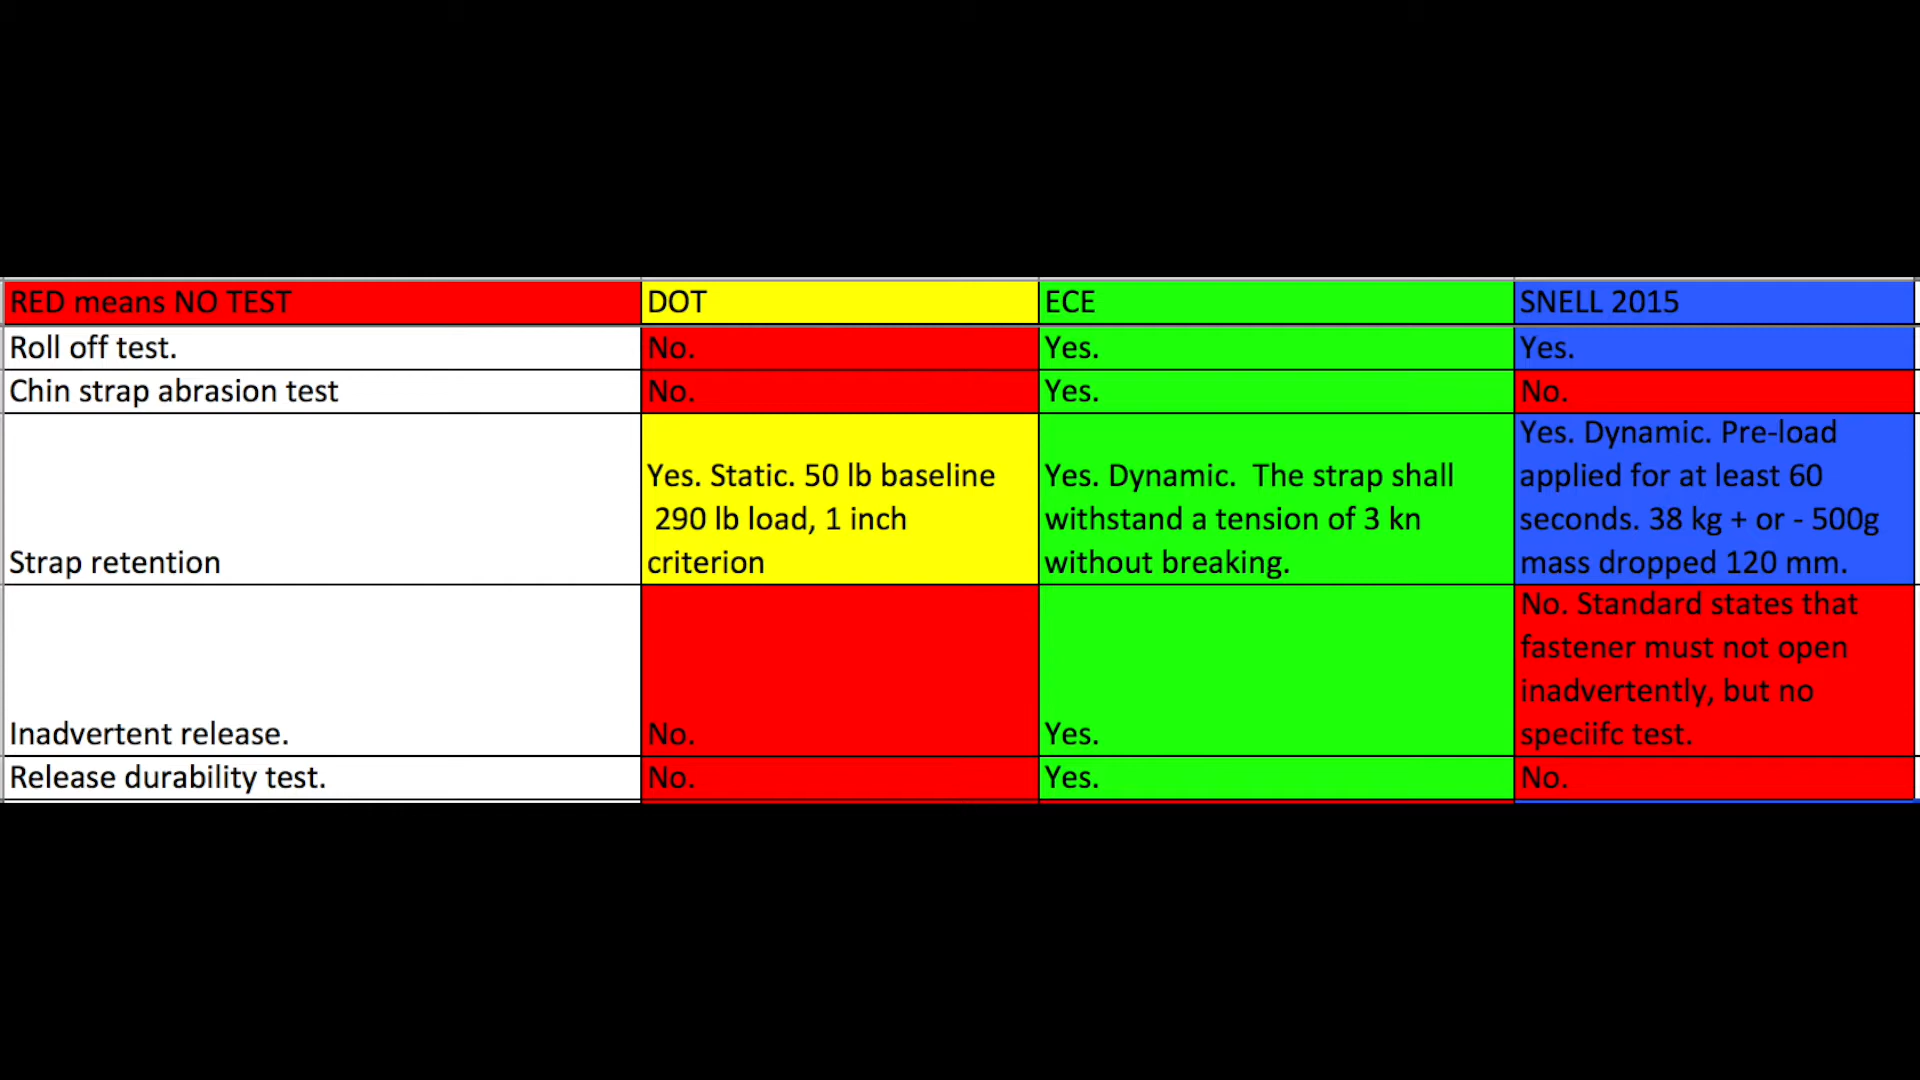 RED means NO TEST
DOT
ECE
SNELL 2015
Roll off test.
No.
Yes.
Yes.
Chin strap abrasion test
No.
Yes.
No.
Strap retention
Yes. Static. 50 lb baseline
290 lb load, 1 inch
criterion
Yes. Dynamic.  The strap shall
withstand a tension of 3 kn
without breaking.
Yes. Dynamic. Pre-load
applied for at least 60
seconds. 38 kg + or - 500g
mass dropped 120 mm.
Inadvertent release.
No.
Yes.
No. Standard states that
fastener must not open
inadvertently, but no
speciifc test.
Release durability test.
No.
Yes.
No.